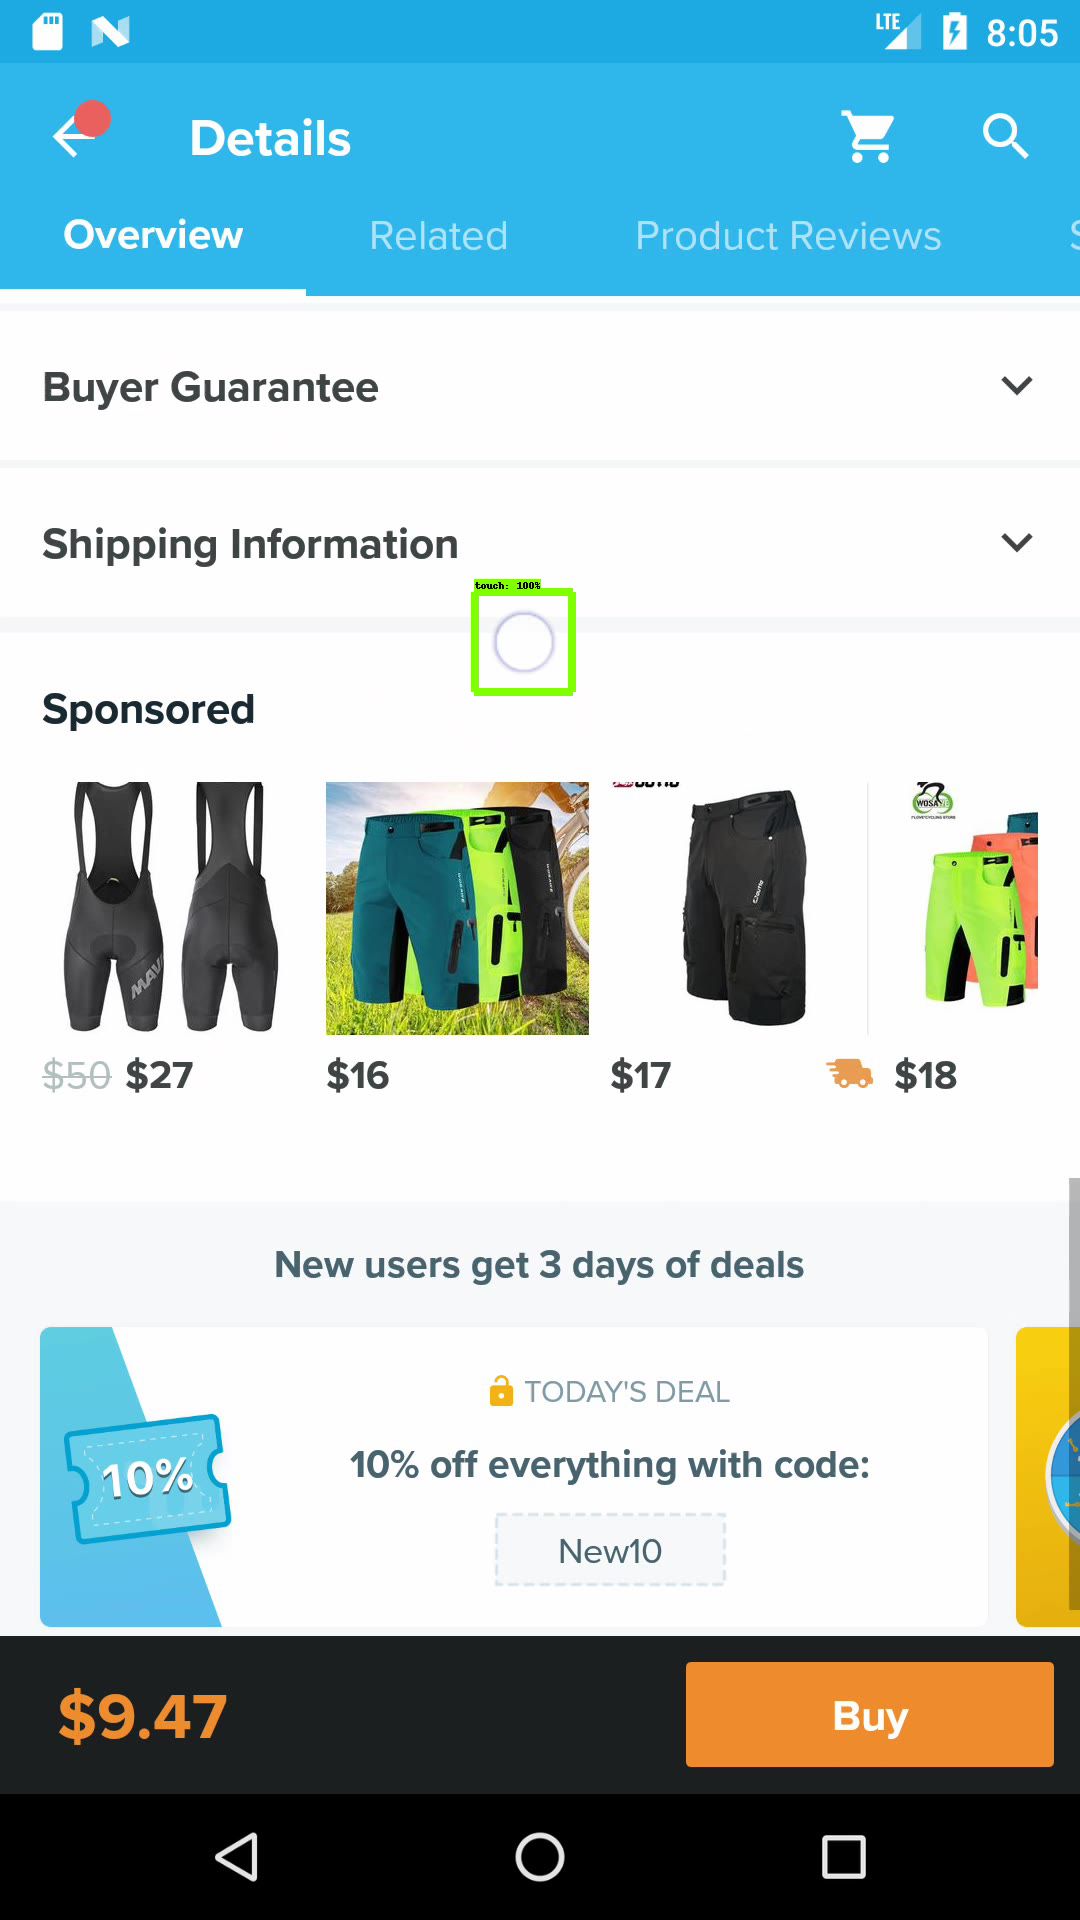 LTE 8:05
Details
Overview Related Product Reviews S
Buyer Guarantee
Shipping Information
touch: 100%
Sponsored
MAV
WOSAWE
$50 $27 $16 $17 $18
New users get 3 days of deals
TODAY'S DEAL
10%
10% off everything with code:
New10
$9.47 Buy